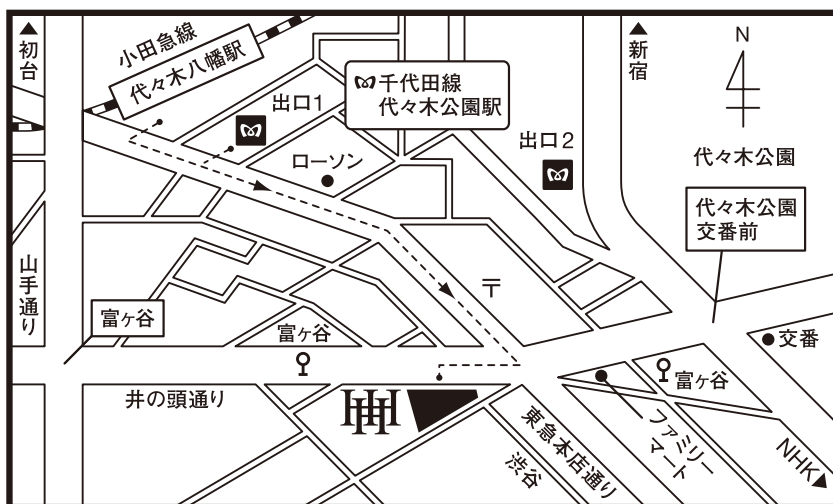 初台
小田急線
代々木八幡駅
出口1
千代田線
代々木公園駅
新宿
N
出口2
代々木公園
ローソン
代々木公園
交番前
山手通り
〒
富ヶ谷
富ヶ谷
交番
富ヶ谷
井の頭通り
HHH
ファミリー
マート
東急本店通り
渋谷
NHK